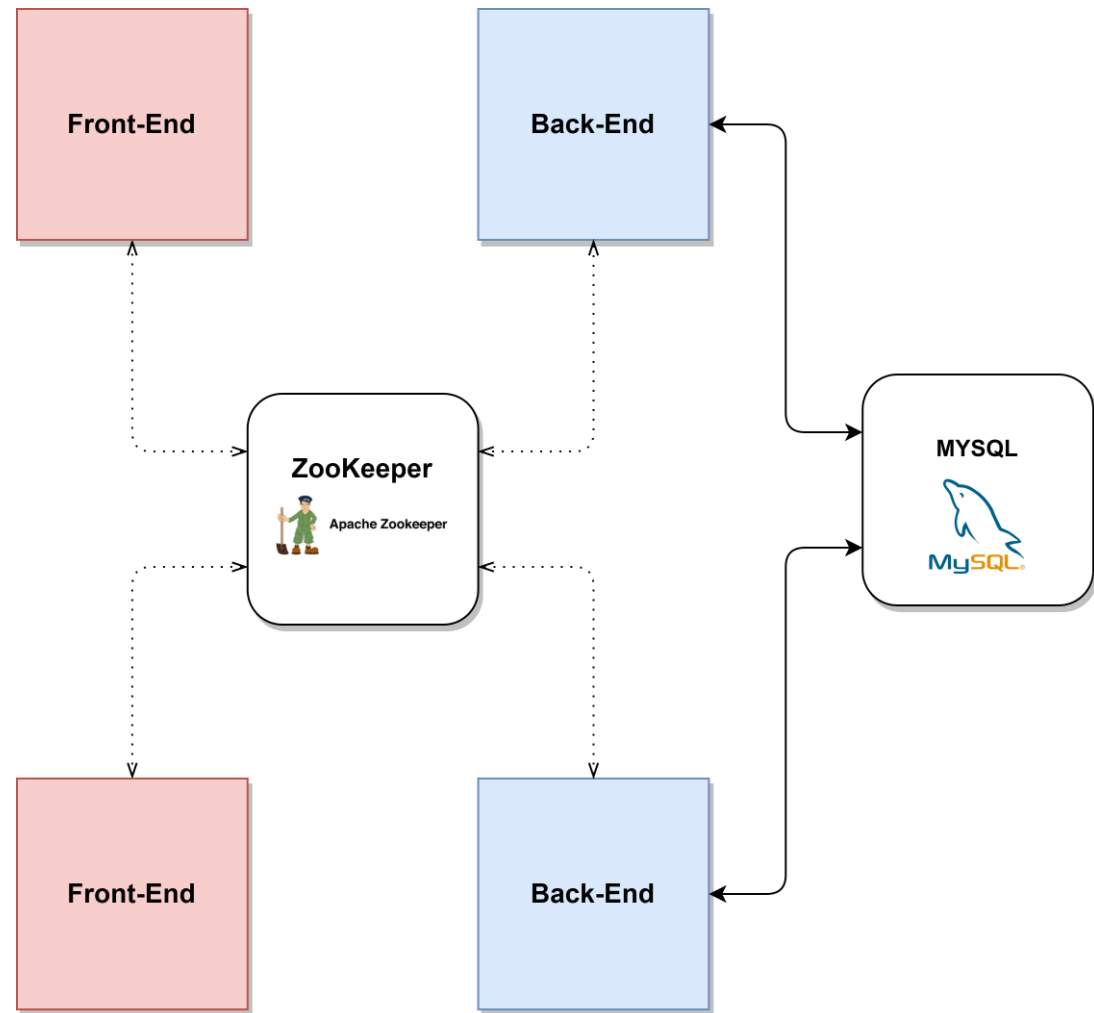 Front-End
Back-End
ZooKeeper
Apache Zookeeper
MYSQL
MySQL
Front-End
Back-End